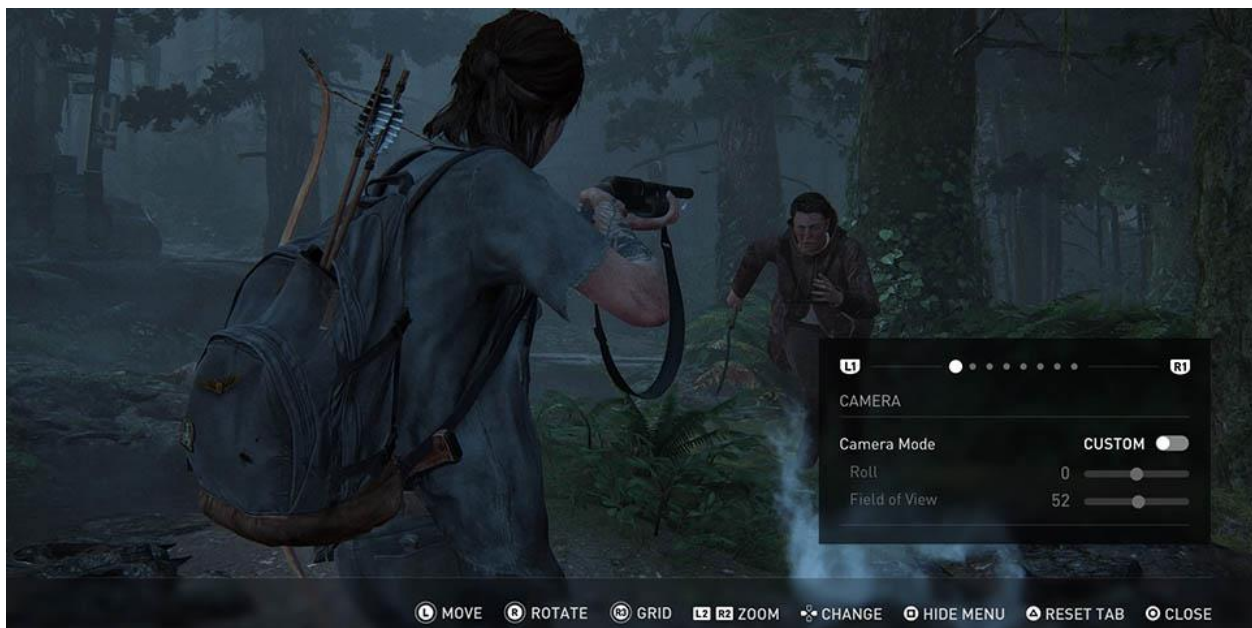 L1 R1
CAMERA
Camera Mode CUSTOM
Roll 0
Field of View 52
L MOVE R ROTATE R3 GRID L2 R2 ZOOM CHANGE HIDE MENU RESET TAB CLOSE